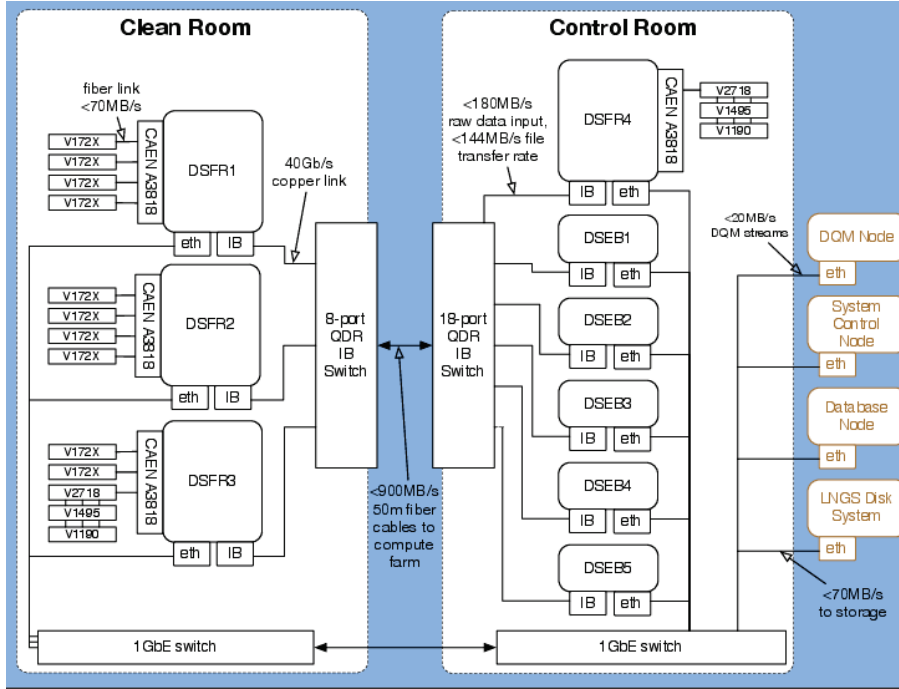 Clean Room
fiber link
<70MB/s
V172X
V172X
V172X
V172X
CAEN A3818
DSFR1
eth
IB
40Gb/s
copper link
V172X
V172X
V172X
V172X
CAEN A3818
DSFR2
eth
IB
V172X
V172X
V2718
V1495
V1190
CAEN A3818
DSFR3
eth
IB
8-port
QDR
IB
Switch
<900MB/s
50m fiber
cables to
compute
farm
1GbE switch
Control Room
<180MB/s
raw data input,
<144MB/s file
transfer rate
DSFR4
CAEN A3818
V2718
V1495
V1190
IB
eth
18-port
QDR
IB
Switch
DSEB1
IB
eth
DSEB2
IB
eth
DSEB3
IB
eth
DSEB4
IB
eth
DSEB5
IB
eth
1GbE switch
<20MB/s
DQM streams
DQM Node
eth
System
Control
Node
eth
Database
Node
eth
LNGS Disk
System
eth
<70MB/s
to storage